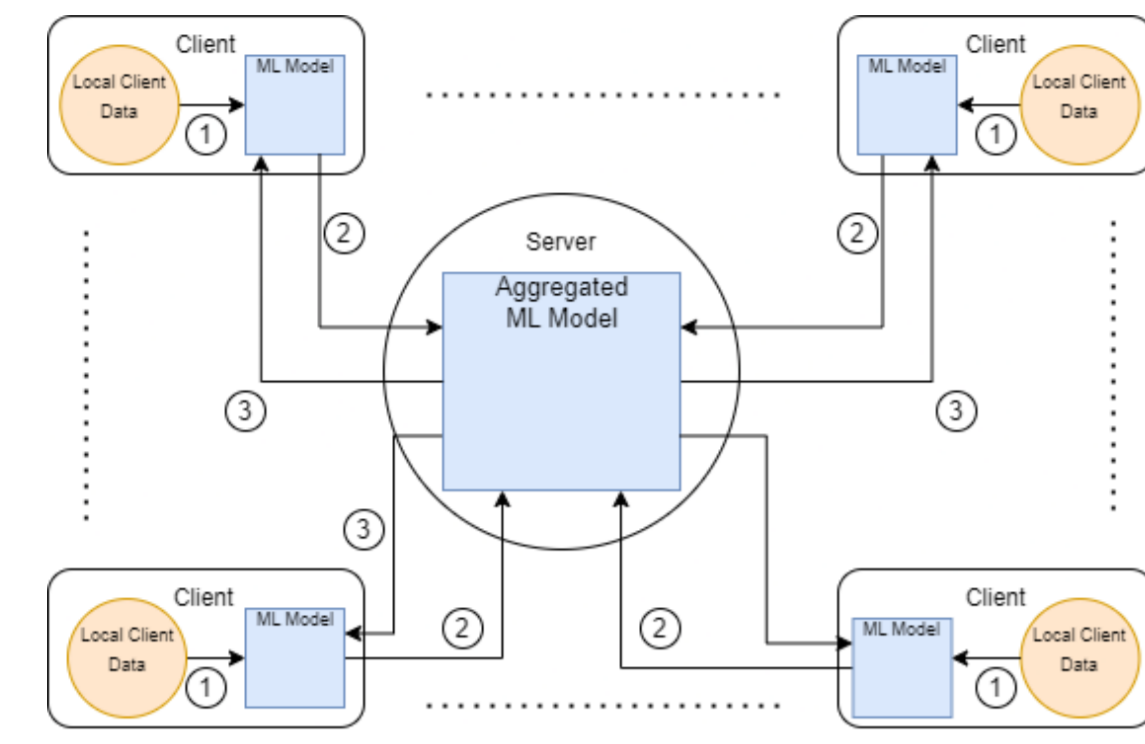 Client
ML Model
Local Client
Data
1
Client
ML Model
Local Client
Data
1
2
2
Server
Aggregated
ML Model
3
3
3
Client
ML Model
Local Client
Data
1
2
2
Client
ML Model
Local Client
Data
1